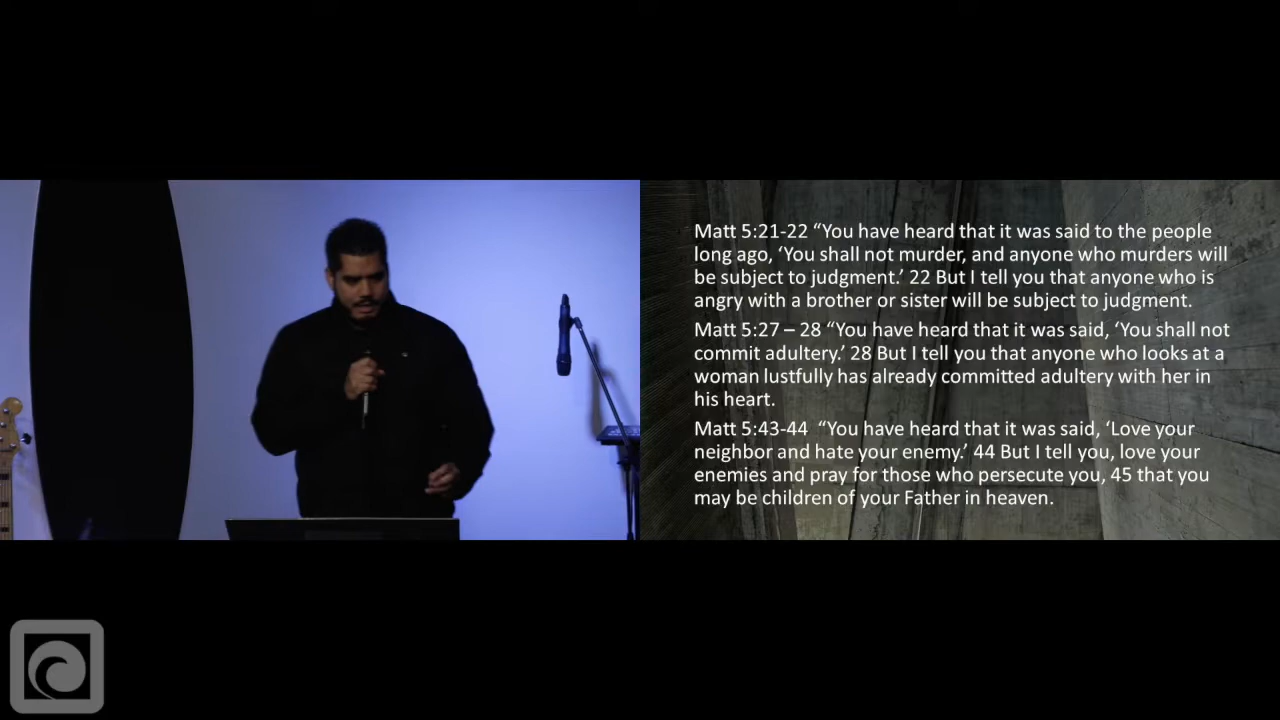 Matt 5:21-22 “You have heard that it was said to the people
long ago, ‘You shall not murder, and anyone who murders will
be subject to judgment.’ 22 But I tell you that anyone who is
angry with a brother or sister will be subject to judgment.
Matt 5:27 – 28 “You have heard that it was said, ‘You shall not
commit adultery.’ 28 But I tell you that anyone who looks at a
woman lustfully has already committed adultery with her in
his heart.
Matt 5:43-44 “You have heard that it was said, ‘Love your
neighbor and hate your enemy.’ 44 But I tell you, love your
enemies and pray for those who persecute you, 45 that you
may be children of your Father in heaven.